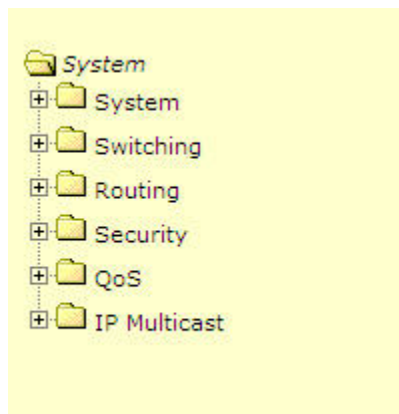 System
System
Switching
Routing
Security
QoS
IP Multicast